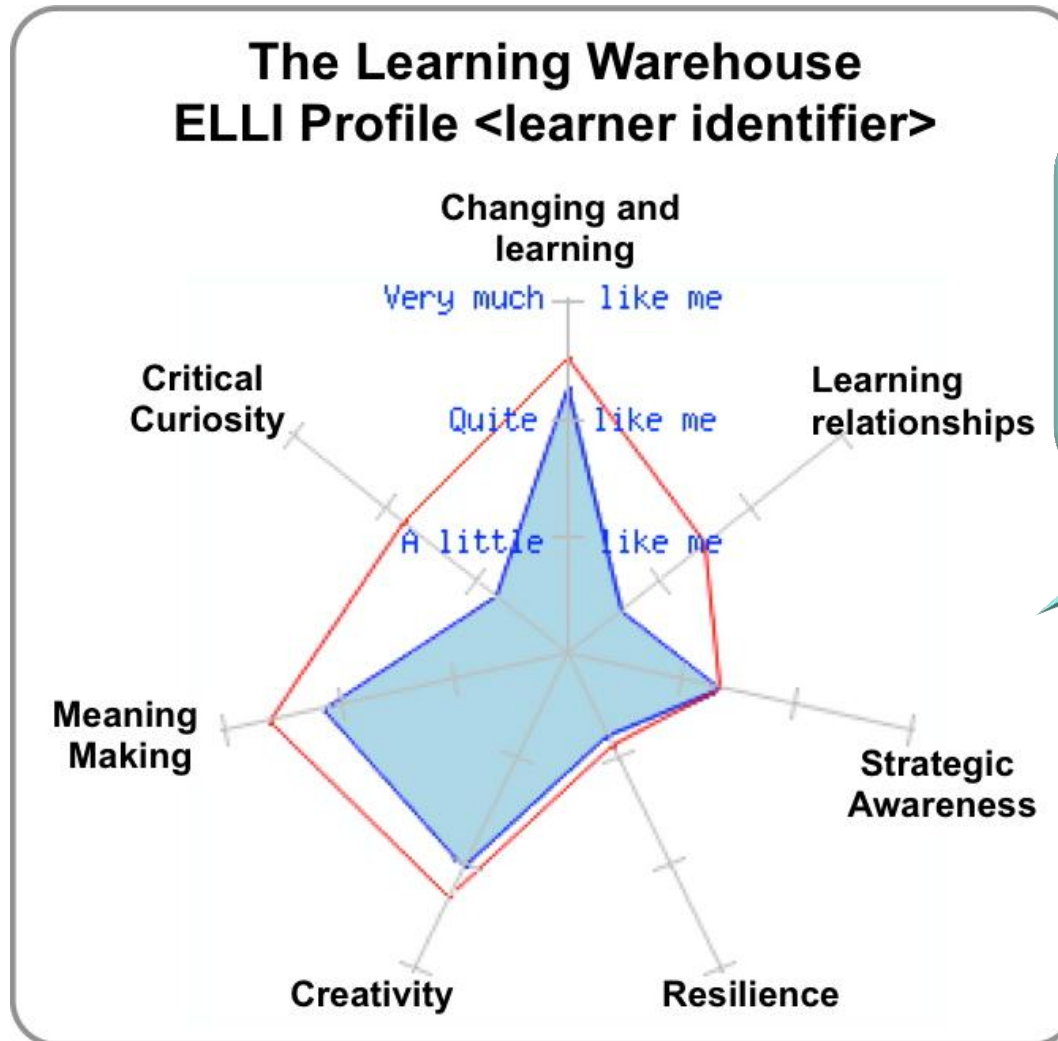 The Learning Warehouse
ELLI Profile <learner identifier>
Changing and
learning
Very much like me
Critical
Curiosity
Learning
relationships
Quite like me
A little like me
Meaning
Making
Strategic
Awareness
Creativity
Resilience